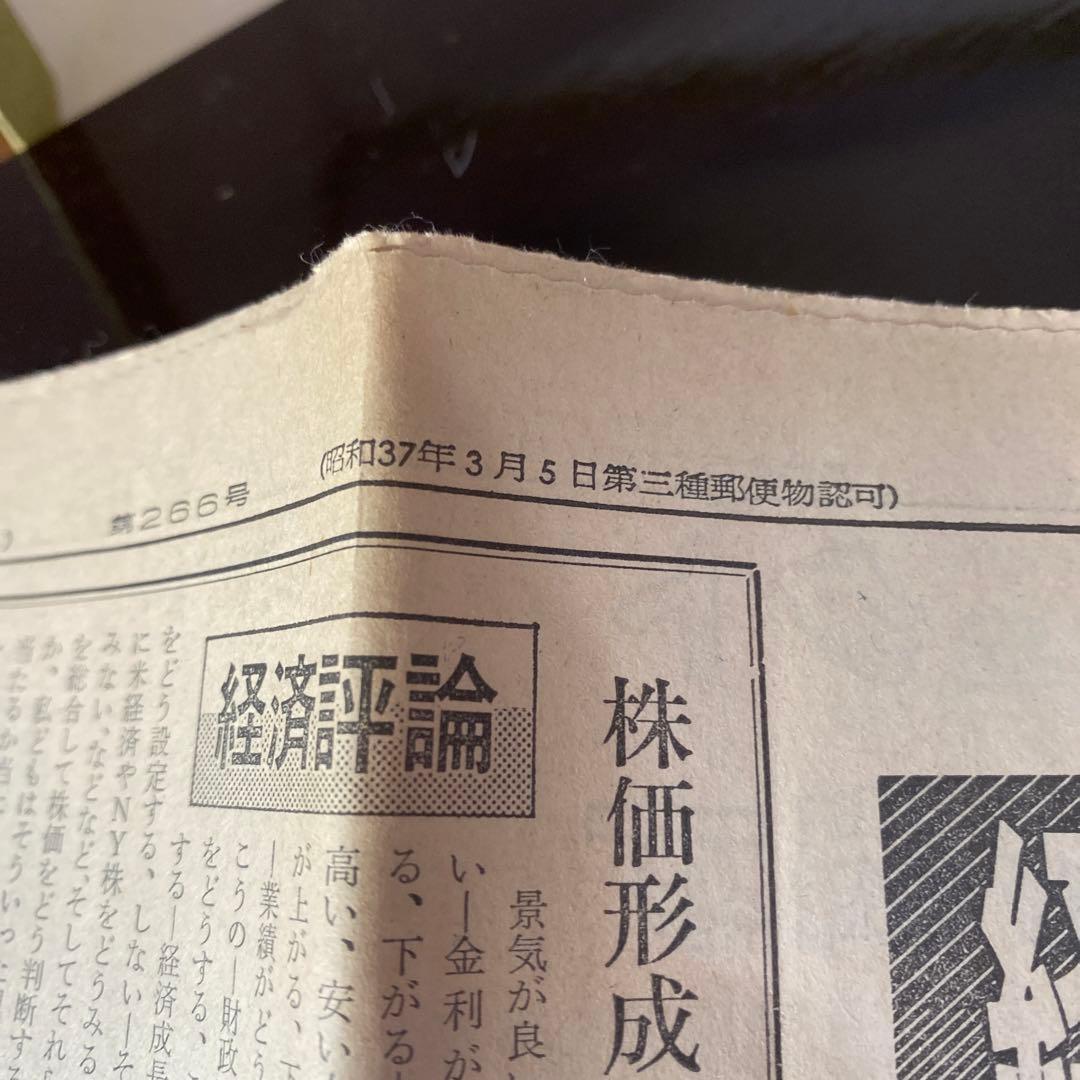 (昭和37年3月5日第三種郵便物認可)
第266号
株価形成
経済評論
景気が良
い―金利が
る、下がる
高い、安い
が上がる、
―業績がどう
こうの―財政
をどうする、
する―経済成長
をどう設定する、しない―そ
に米経済やNY株をどうみる
みない、などなど、そしてそれら
を総合して株価をどう判断する
か、私どもはそういった